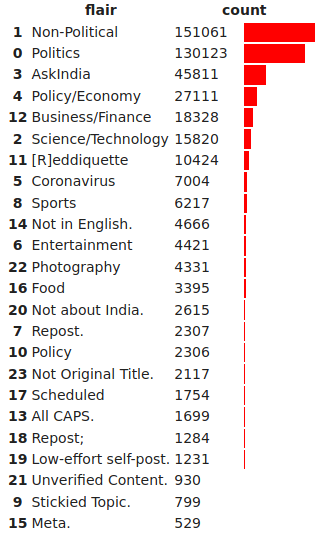 flair count
1 Non-Political 151061
0 Politics 130123
3 AskIndia 45811
4 Policy/Economy 27111
12 Business/Finance 18328
2 Science/Technology 15820
11 [R]eddiquette 10424
5 Coronavirus 7004
8 Sports 6217
14 Not in English. 4666
6 Entertainment 4421
22 Photography 4331
16 Food 3395
20 Not about India. 2615
7 Repost. 2307
10 Policy 2306
23 Not Original Title. 2117
17 Scheduled 1754
13 All CAPS. 1699
18 Repost; 1284
19 Low-effort self-post. 1231
21 Unverified Content. 930
9 Stickied Topic. 799
15 Meta. 529